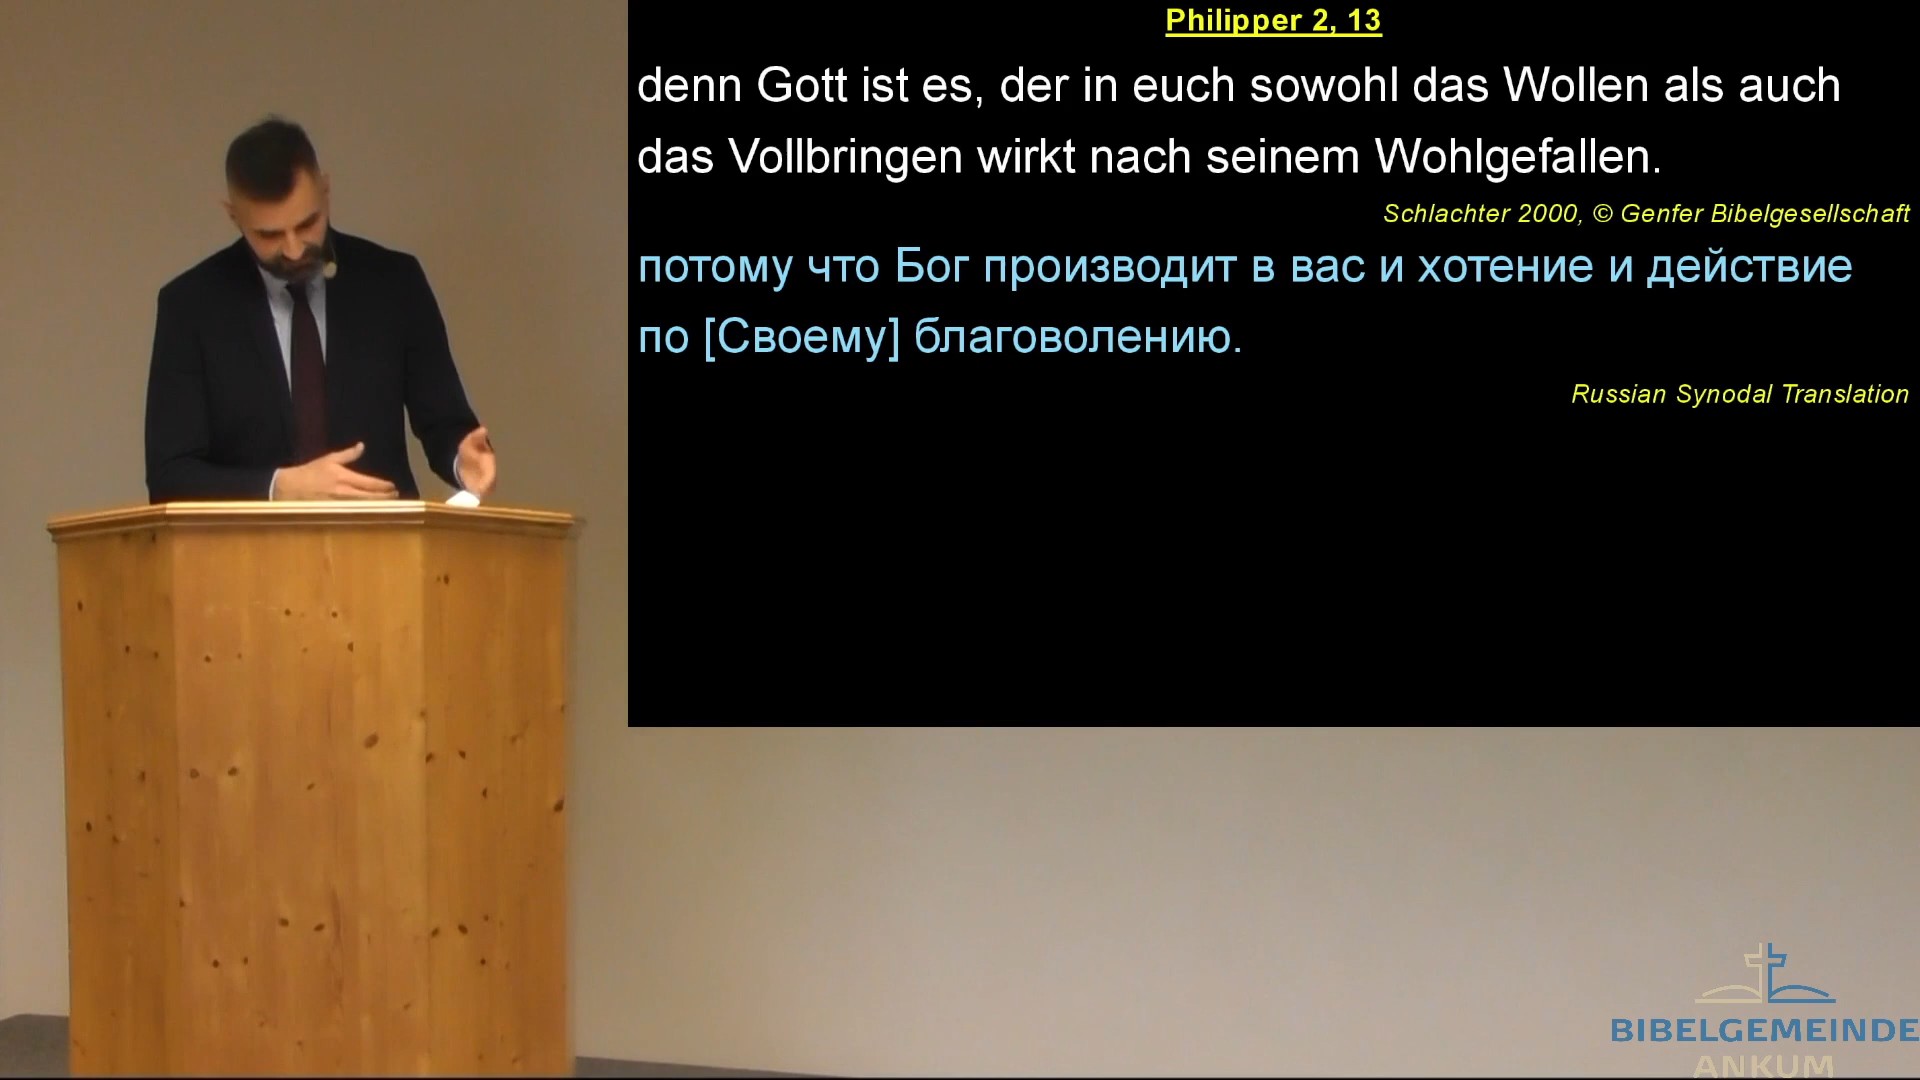 Philipper 2, 13
denn Gott ist es, der in euch sowohl das Wollen als auch
das Vollbringen wirkt nach seinem Wohlgefallen.
Schlachter 2000, © Genfer Bibelgesellschaft
потому что Бог производит в вас и хотение и действие
по [Своему] благоволению.
Russian Synodal Translation
BIBELGEMEINDE
ANKUM